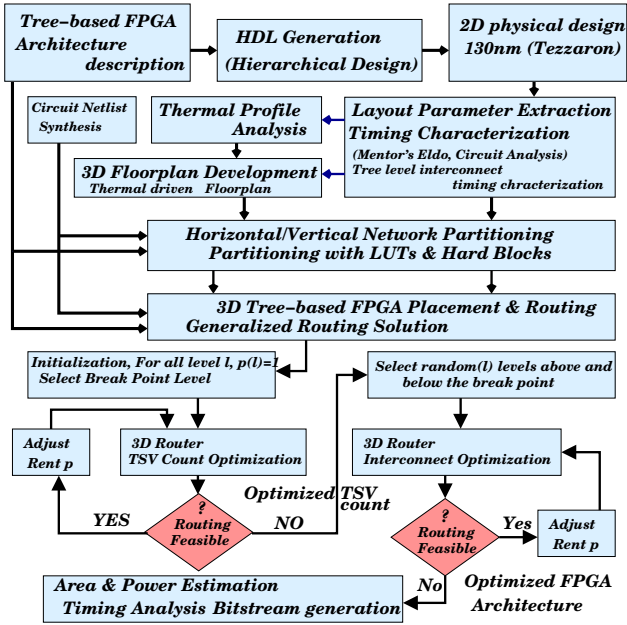 Tree-based FPGA
Architecture
description
HDL Generation
(Hierarchical Design)
2D physical design
130nm (Tezzaron)
Circuit Netlist
Synthesis
Thermal Profile
Analysis
Layout Parameter Extraction
Timing Characterization
(Mentor's Eldo, Circuit Analysis)
Tree level interconnect
timing chracterization
3D Floorplan Development
Thermal driven Floorplan
Horizontal/Vertical Network Partitioning
Partitioning with LUTs & Hard Blocks
3D Tree-based FPGA Placement & Routing
Generalized Routing Solution
Initialization, For all level l, p(l)=1
Select Break Point Level
Select random(l) levels above and
below the break point
Adjust
Rent p
3D Router
TSV Count Optimization
3D Router
Interconnect Optimization
Optimized TSV
count
YES
?
Routing
Feasible
NO
?
Routing
Feasible
Yes
Adjust
Rent p
No
Optimized FPGA
Architecture
Area & Power Estimation
Timing Analysis Bitstream generation